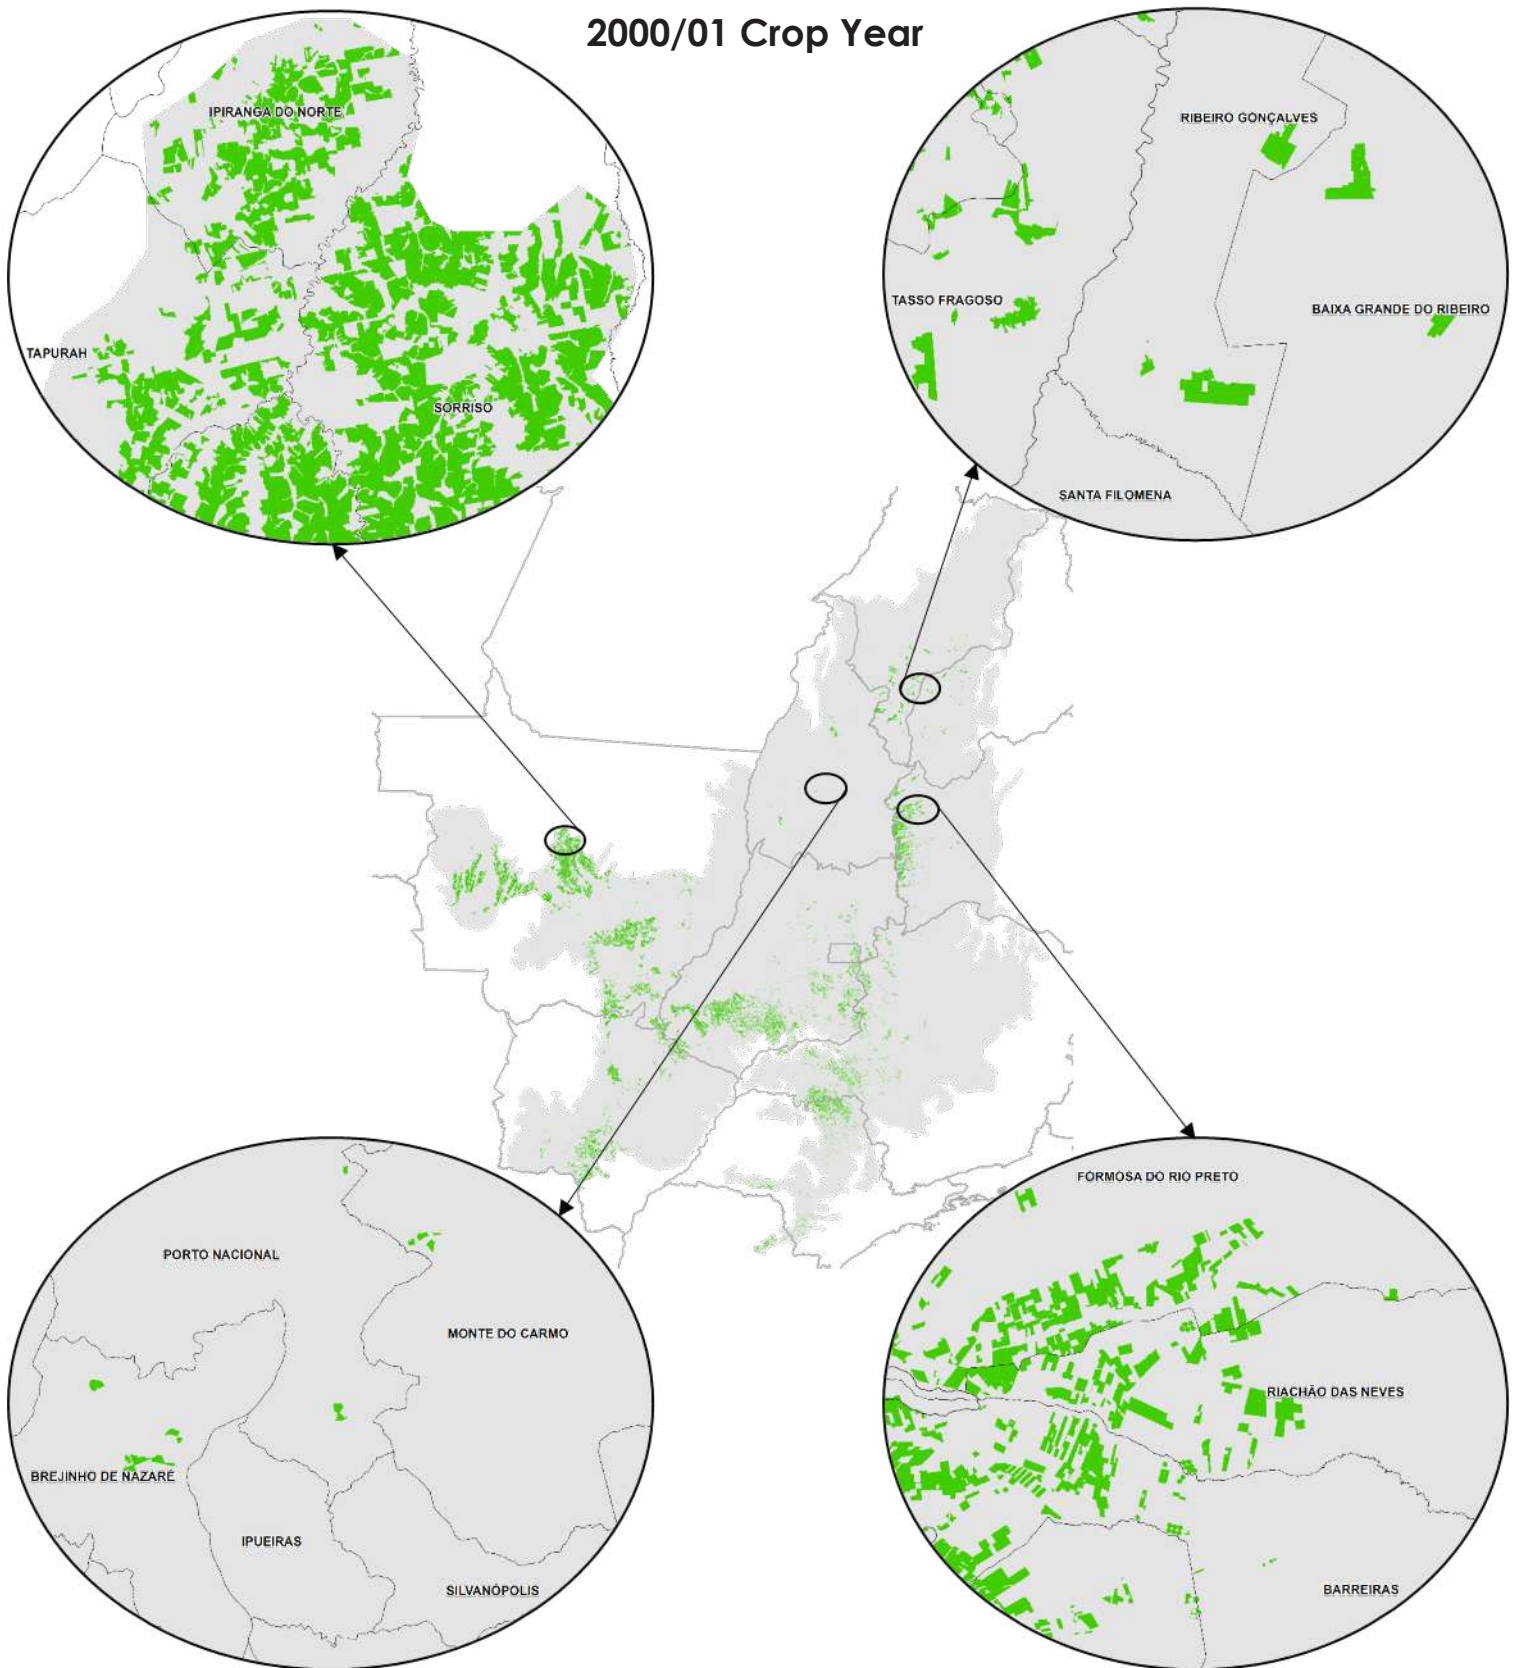 2000/01 Crop Year
IPIRANGA DO NORTE
TAPURAH
SORRISO
RIBEIRO GONÇALVES
TASSO FRAGOSO
BAIXA GRANDE DO RIBEIRO
SANTA FILOMENA
PORTO NACIONAL
MONTE DO CARMO
BREJINHO DE NAZARÉ
IPUEIRAS
SILVANÓPOLIS
FORMOSA DO RIO PRETO
RIACHÃO DAS NEVES
BARREIRAS